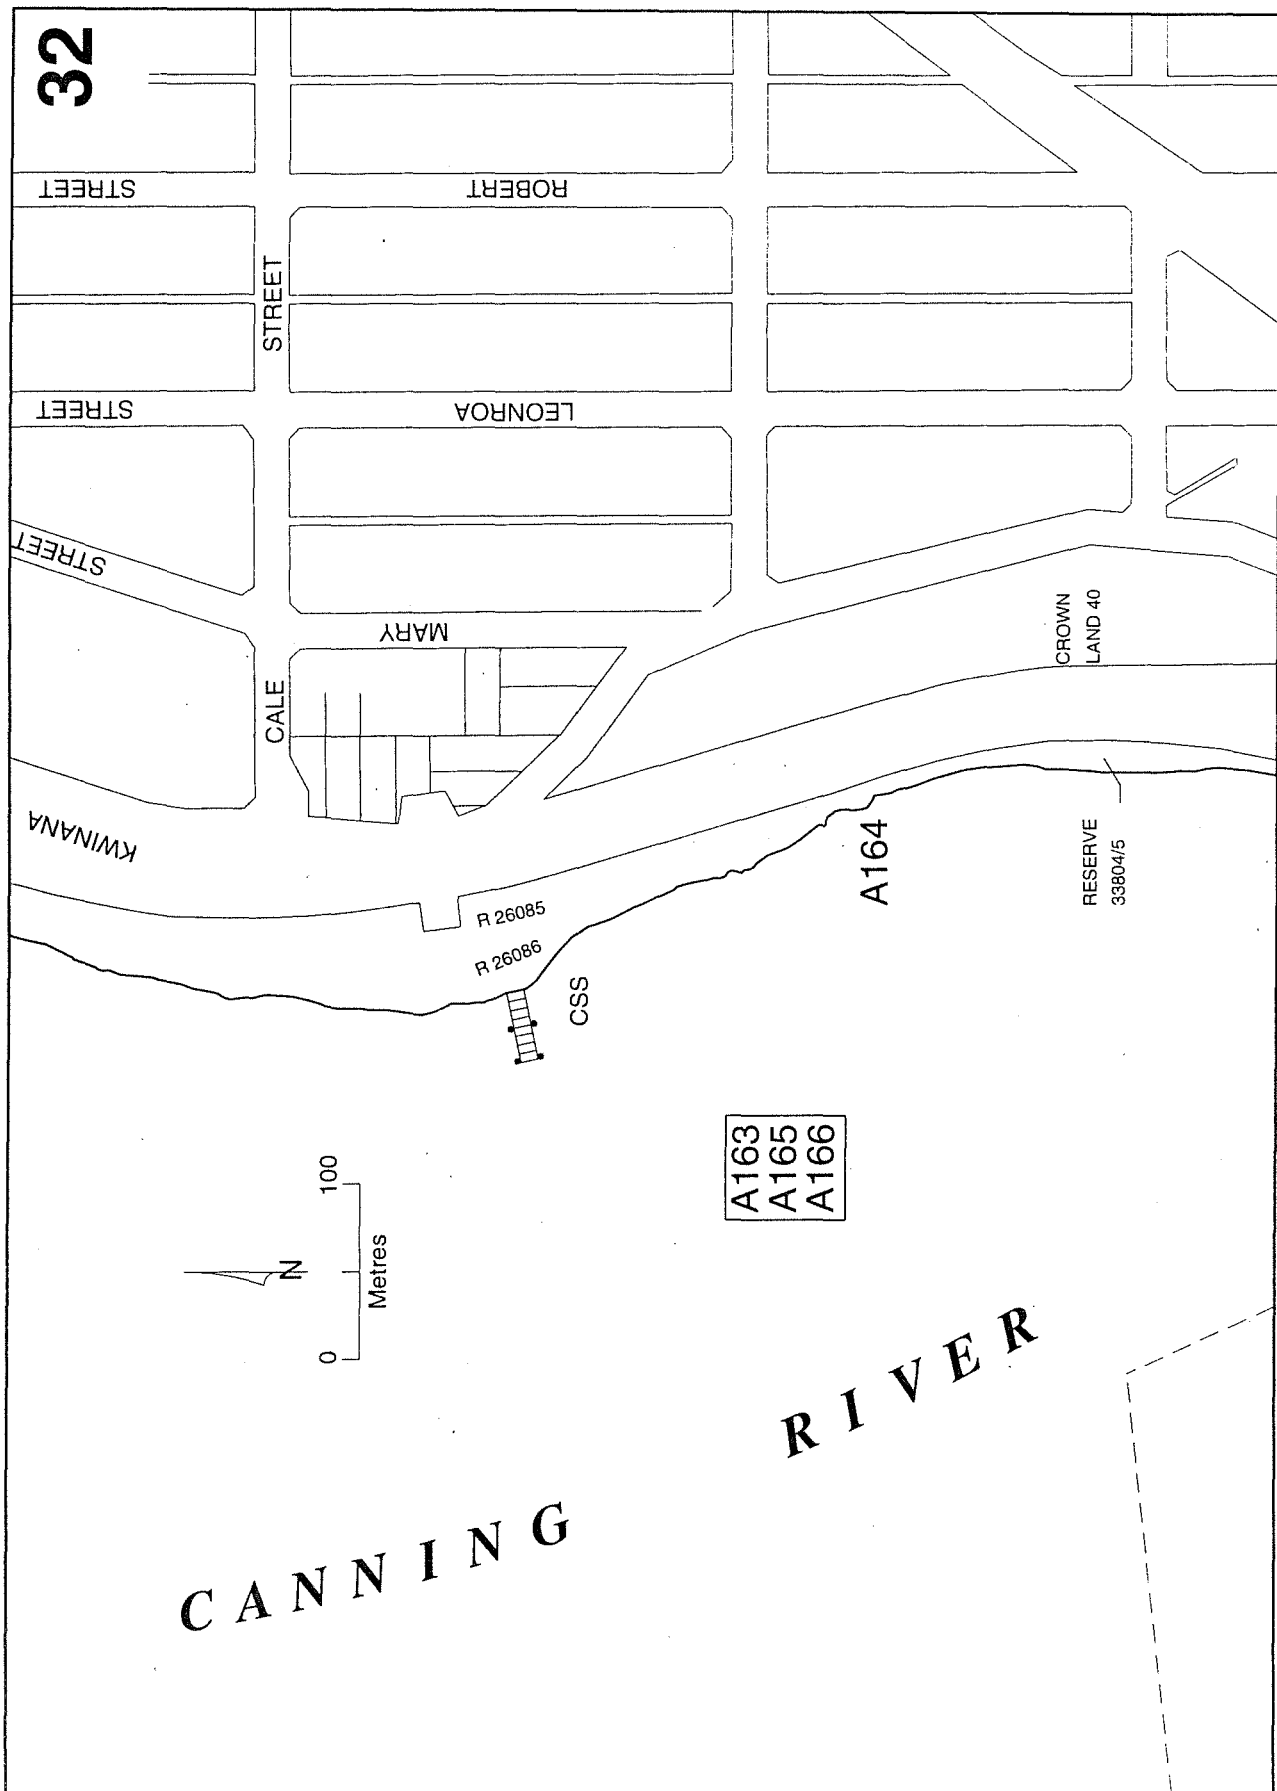 32
STREET
ROBERT
STREET
STREET
LEONROA
STREET
MARY
CALE
KWINANA
CROWN
LAND 40
RESERVE
33804/5
A164
R 26085
R 26086
CSS
A163
A165
A166
N
0 100
Metres
CANNING RIVER